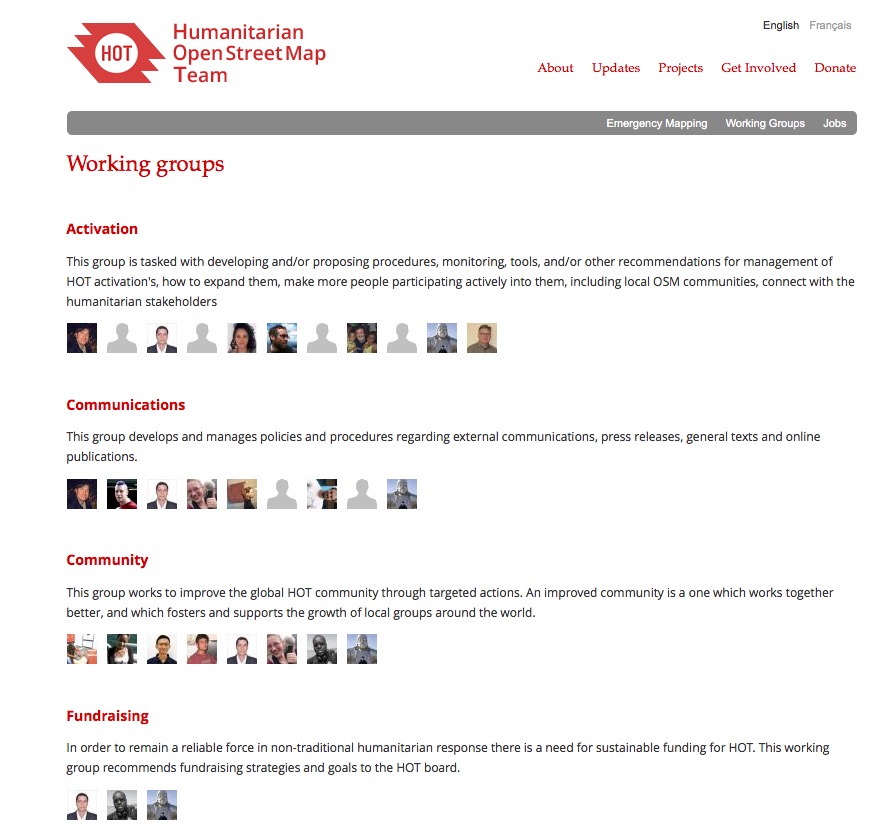 HOT
Humanitarian
OpenStreetMap
Team
English Français
About Updates Projects Get Involved Donate
Emergency Mapping Working Groups Jobs
Working groups
Activation
This group is tasked with developing and/or proposing procedures, monitoring, tools, and/or other recommendations for management of
HOT activation's, how to expand them, make more people participating actively into them, including local OSM communities, connect with the
humanitarian stakeholders
Communications
This group develops and manages policies and procedures regarding external communications, press releases, general texts and online
publications.
Community
This group works to improve the global HOT community through targeted actions. An improved community is a one which works together
better, and which fosters and supports the growth of local groups around the world.
Fundraising
In order to remain a reliable force in non-traditional humanitarian response there is a need for sustainable funding for HOT. This working
group recommends fundraising strategies and goals to the HOT board.